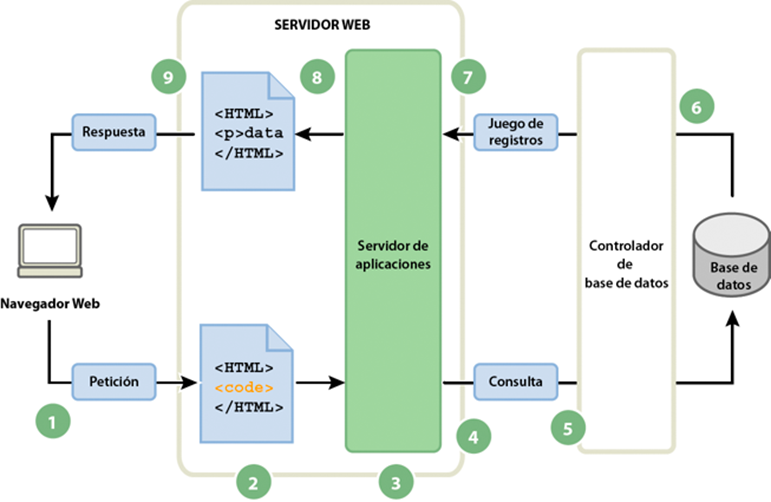 SERVIDOR WEB
9
8
7
6
<HTML>
<p>data
</HTML>
Respuesta
Juego de
registros
Servidor de
aplicaciones
Controlador
de
base de datos
Base de
datos
Navegador Web
<HTML>
<code>
</HTML>
Petición
Consulta
1
2
3
4
5